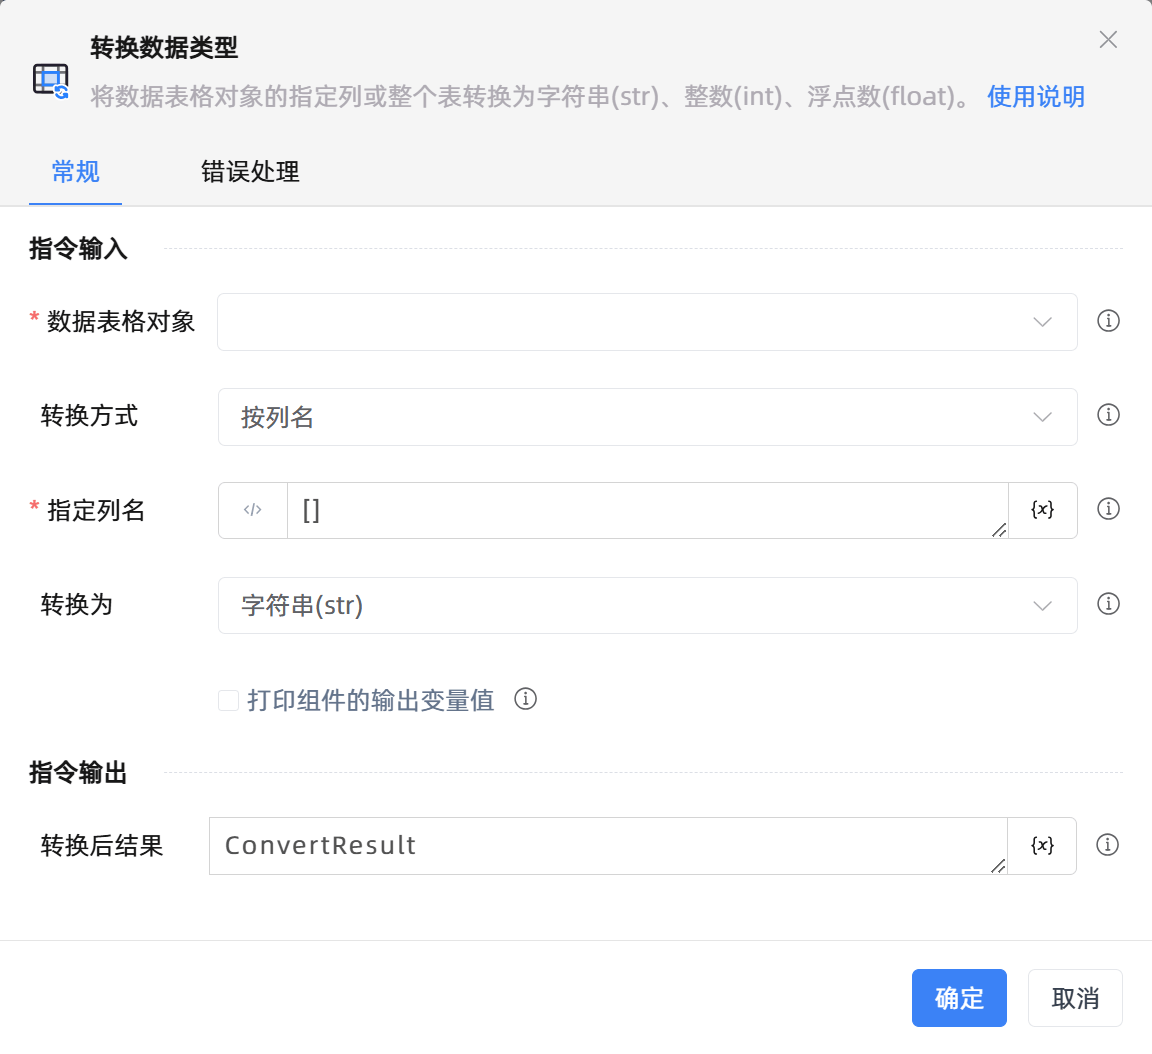 转换数据类型
将数据表格对象的指定列或整个表转换为字符串(str)、整数(int)、浮点数(float)。 使用说明
常规 错误处理
指令输入
* 数据表格对象
转换方式 按列名
* 指定列名 </> [] {x}
转换为 字符串(str)
打印组件的输出变量值
指令输出
转换后结果 ConvertResult {x}
确定 取消